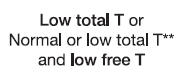 Low total T or
Normal or low total T**
and low free T